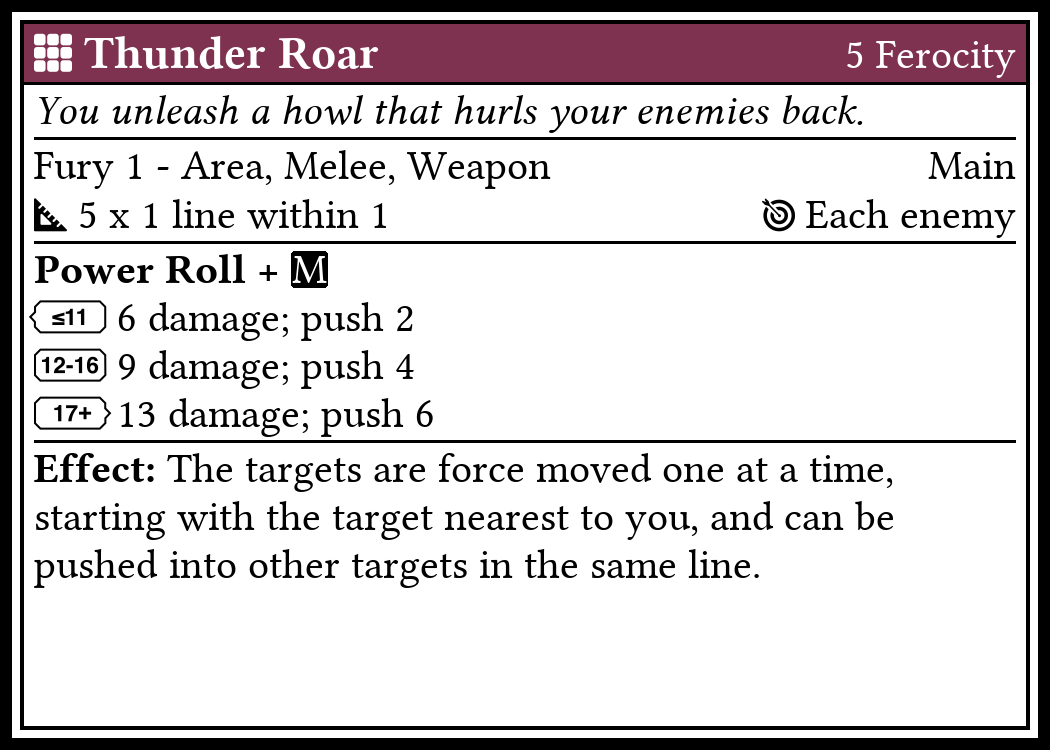 Thunder Roar 5 Ferocity
You unleash a howl that hurls your enemies back.
Fury 1 - Area, Melee, Weapon Main
5 x 1 line within 1 Each enemy
Power Roll + M
≤11 6 damage; push 2
12-16 9 damage; push 4
17+ 13 damage; push 6
Effect: The targets are force moved one at a time,
starting with the target nearest to you, and can be
pushed into other targets in the same line.